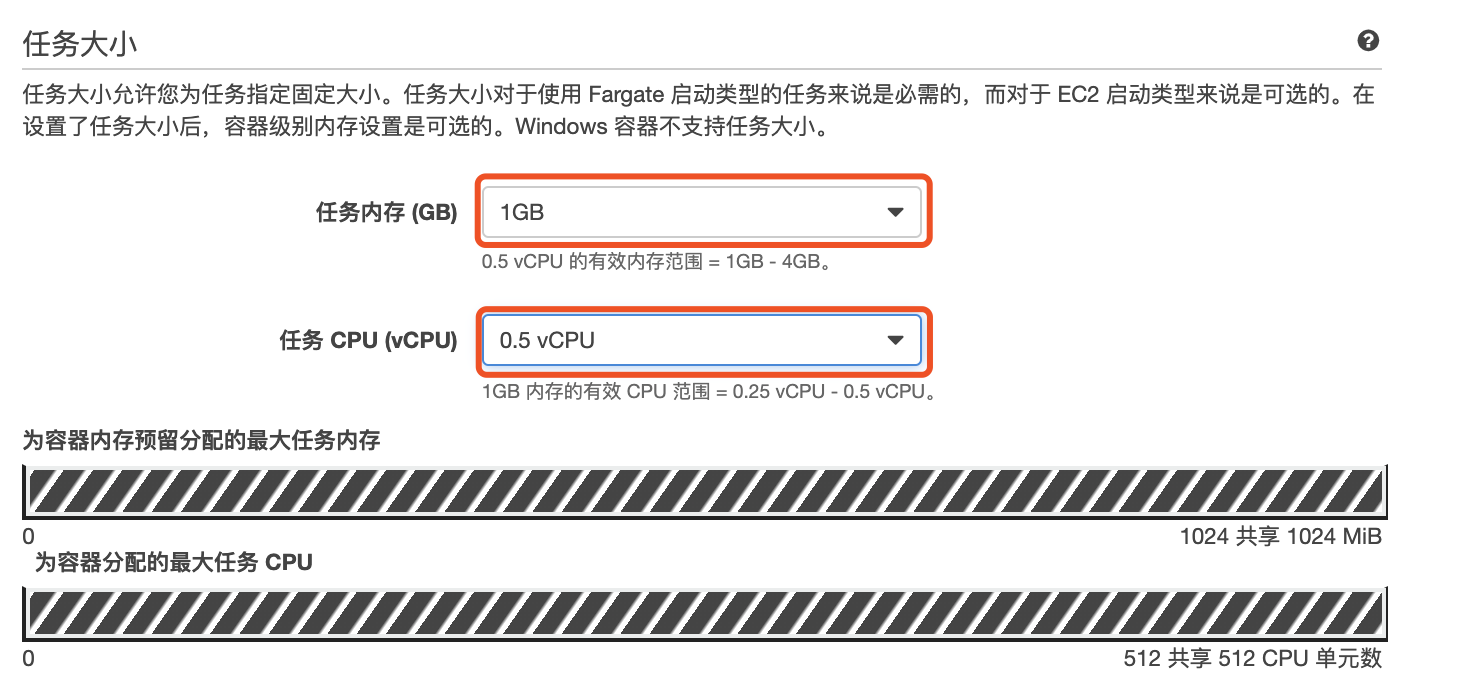 任务大小
任务大小允许您为任务指定固定大小。任务大小对于使用 Fargate 启动类型的任务来说是必需的，而对于 EC2 启动类型来说是可选的。在
设置了任务大小后，容器级别内存设置是可选的。Windows 容器不支持任务大小。
任务内存 (GB) 1GB
0.5 vCPU 的有效内存范围 = 1GB - 4GB。
任务 CPU (vCPU) 0.5 vCPU
1GB 内存的有效 CPU 范围 = 0.25 vCPU - 0.5 vCPU。
为容器内存预留分配的最大任务内存
0 1024 共享 1024 MiB
为容器分配的最大任务 CPU
0 512 共享 512 CPU 单元数